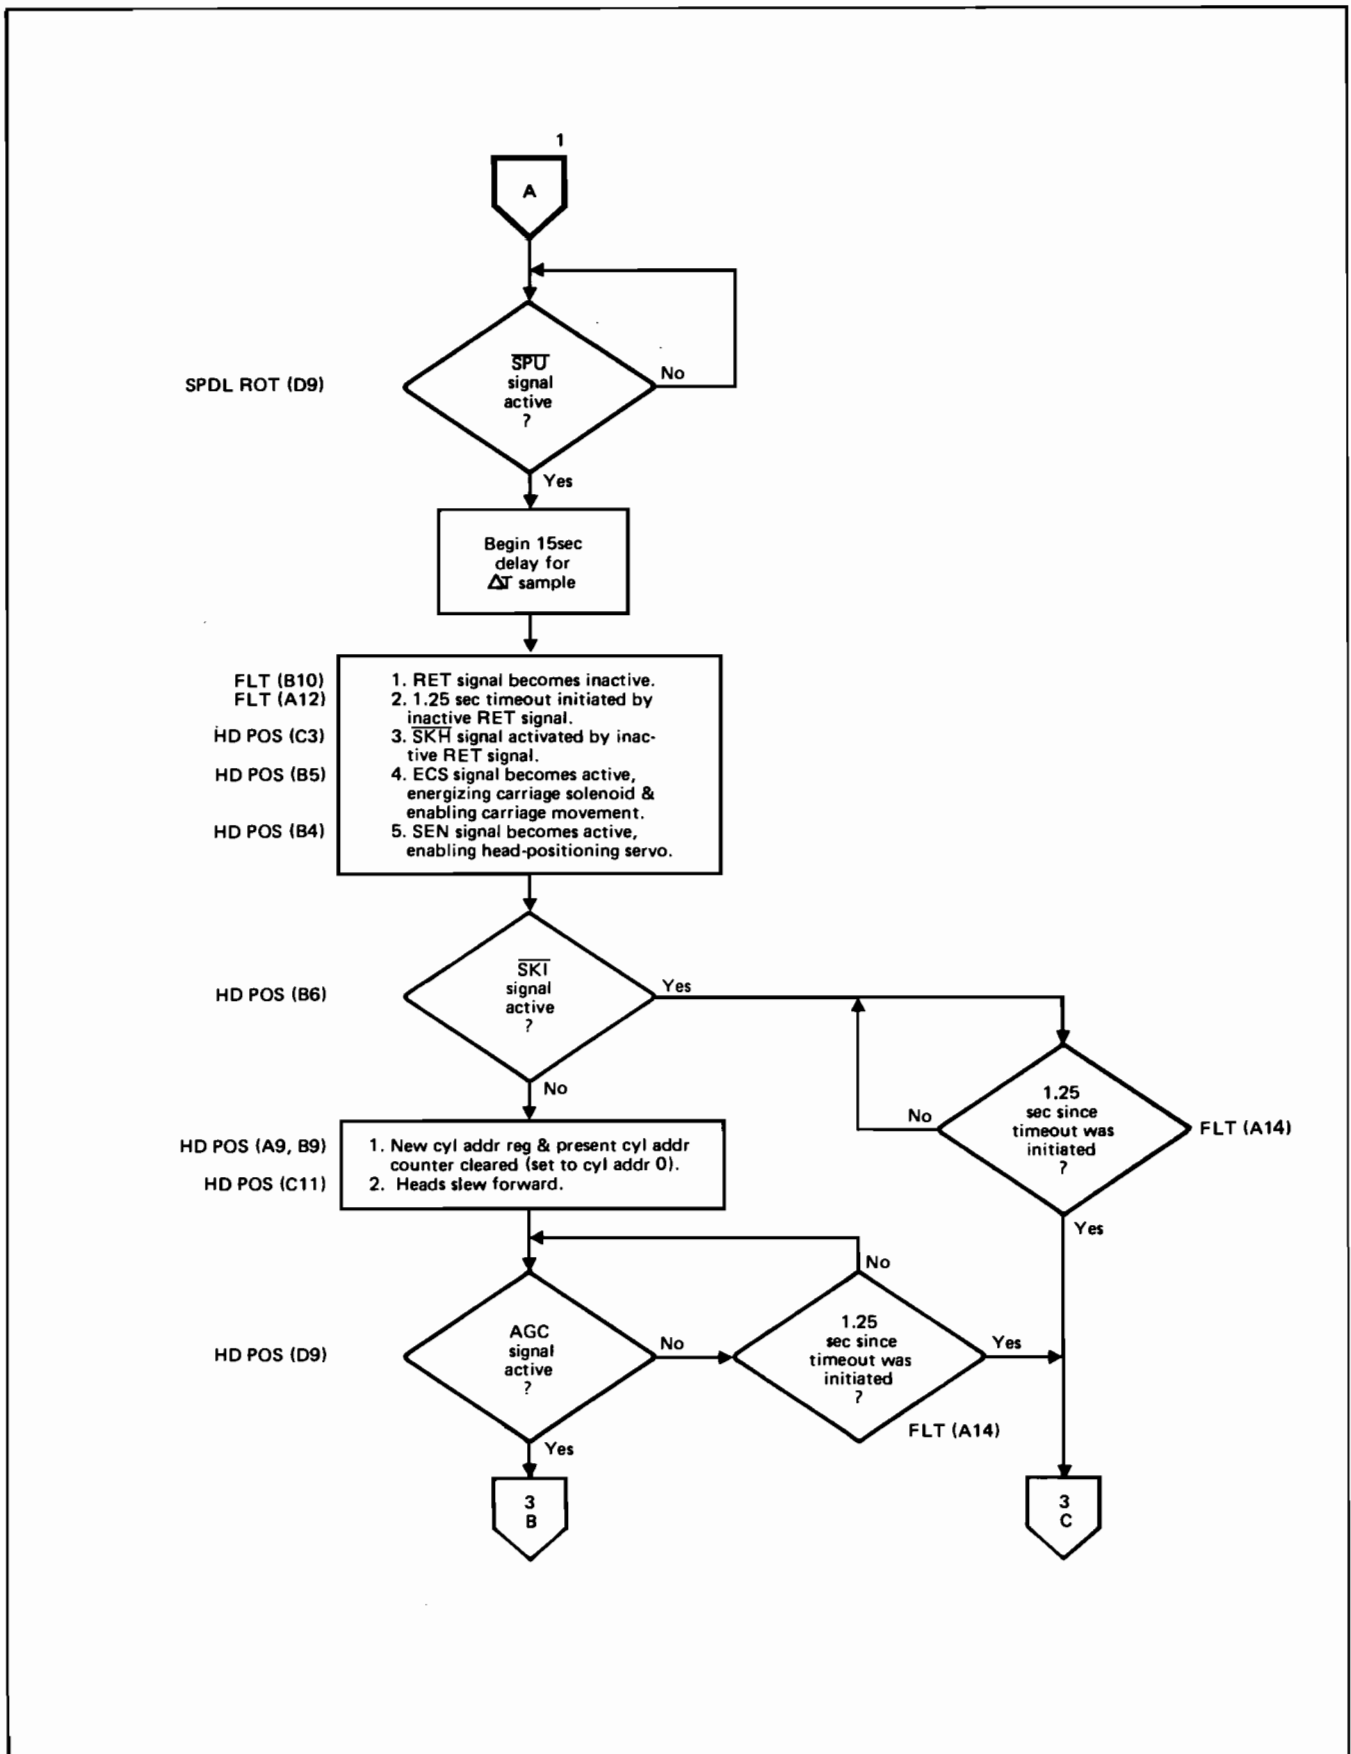 1
A
SPDL ROT (D9)
S̅P̅U̅
signal
active
?
No
Yes
Begin 15sec
delay for
ΔT sample
FLT (B10)
1. RET signal becomes inactive.
FLT (A12)
2. 1.25 sec timeout initiated by
inactive RET signal.
HD POS (C3)
3. S̅K̅H̅ signal activated by inac-
tive RET signal.
HD POS (B5)
4. ECS signal becomes active,
energizing carriage solenoid &
enabling carriage movement.
HD POS (B4)
5. SEN signal becomes active,
enabling head-positioning servo.
HD POS (B6)
S̅K̅I̅
signal
active
?
Yes
No
1.25
sec since
timeout was
initiated
?
No
FLT (A14)
Yes
HD POS (A9, B9)
1. New cyl addr reg & present cyl addr
counter cleared (set to cyl addr 0).
HD POS (C11)
2. Heads slew forward.
HD POS (D9)
AGC
signal
active
?
No
Yes
No
1.25
sec since
timeout was
initiated
?
Yes
FLT (A14)
3
B
3
C